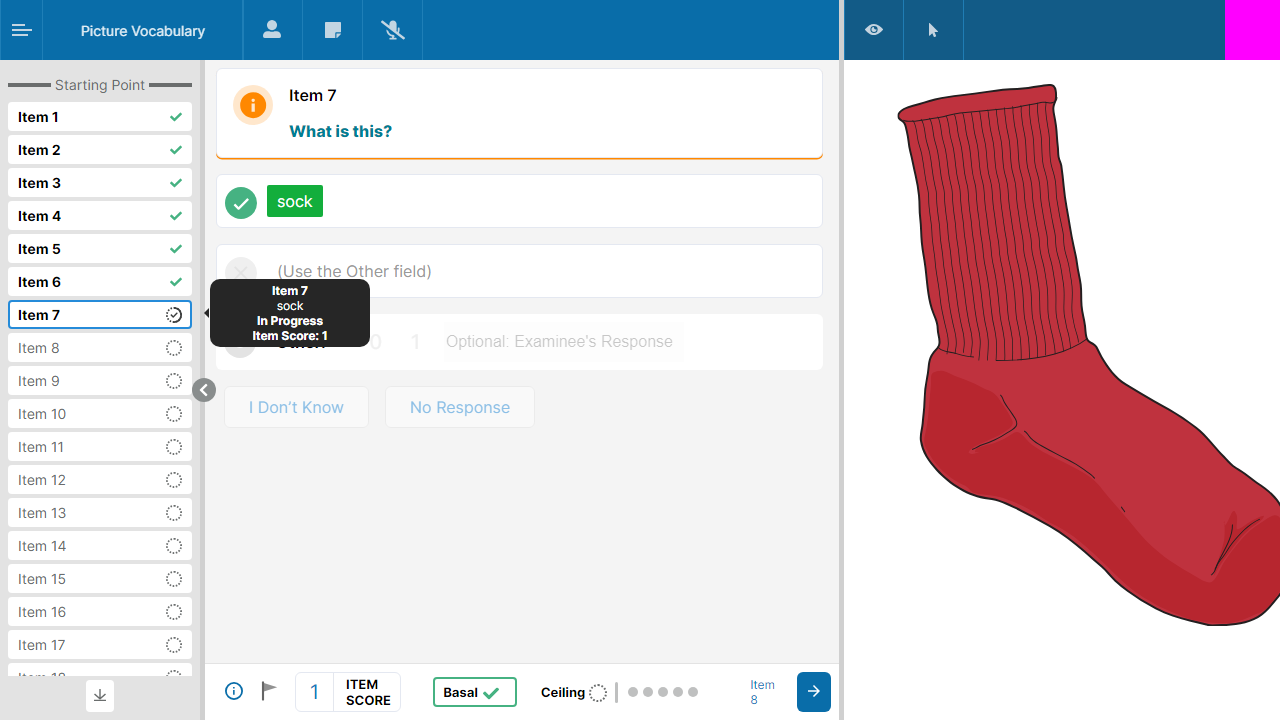 Picture Vocabulary
Starting Point
Item 1
Item 2
Item 3
Item 4
Item 5
Item 6
Item 7
Item 8
Item 9
Item 10
Item 11
Item 12
Item 13
Item 14
Item 15
Item 16
Item 17
Item 18
Item 7
What is this?
sock
(Use the Other field)
Item 7
sock
In Progress
Item Score: 1
0 1 Optional: Examinee's Response
I Don't Know No Response
1 ITEM SCORE
Basal
Ceiling
Item 8